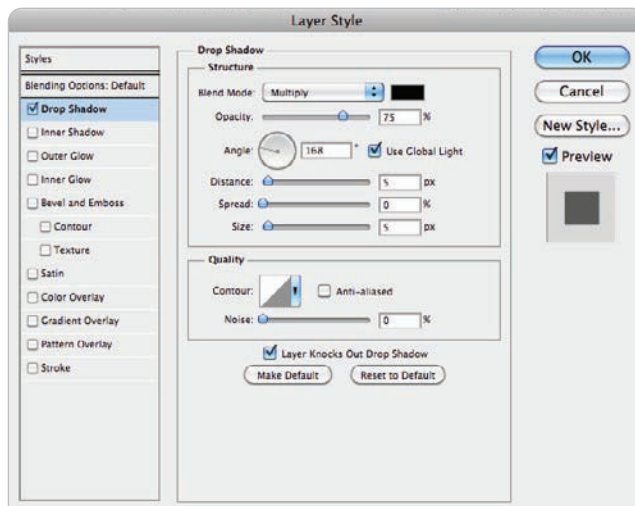 Layer Style
Styles
Blending Options: Default
Drop Shadow
Inner Shadow
Outer Glow
Inner Glow
Bevel and Emboss
Contour
Texture
Satin
Color Overlay
Gradient Overlay
Pattern Overlay
Stroke
Drop Shadow
Structure
Blend Mode: Multiply
Opacity: 75 %
Angle: 168 ° Use Global Light
Distance: 5 px
Spread: 0 %
Size: 5 px
Quality
Contour: Anti-aliased
Noise: 0 %
Layer Knocks Out Drop Shadow
Make Default Reset to Default
OK
Cancel
New Style...
Preview